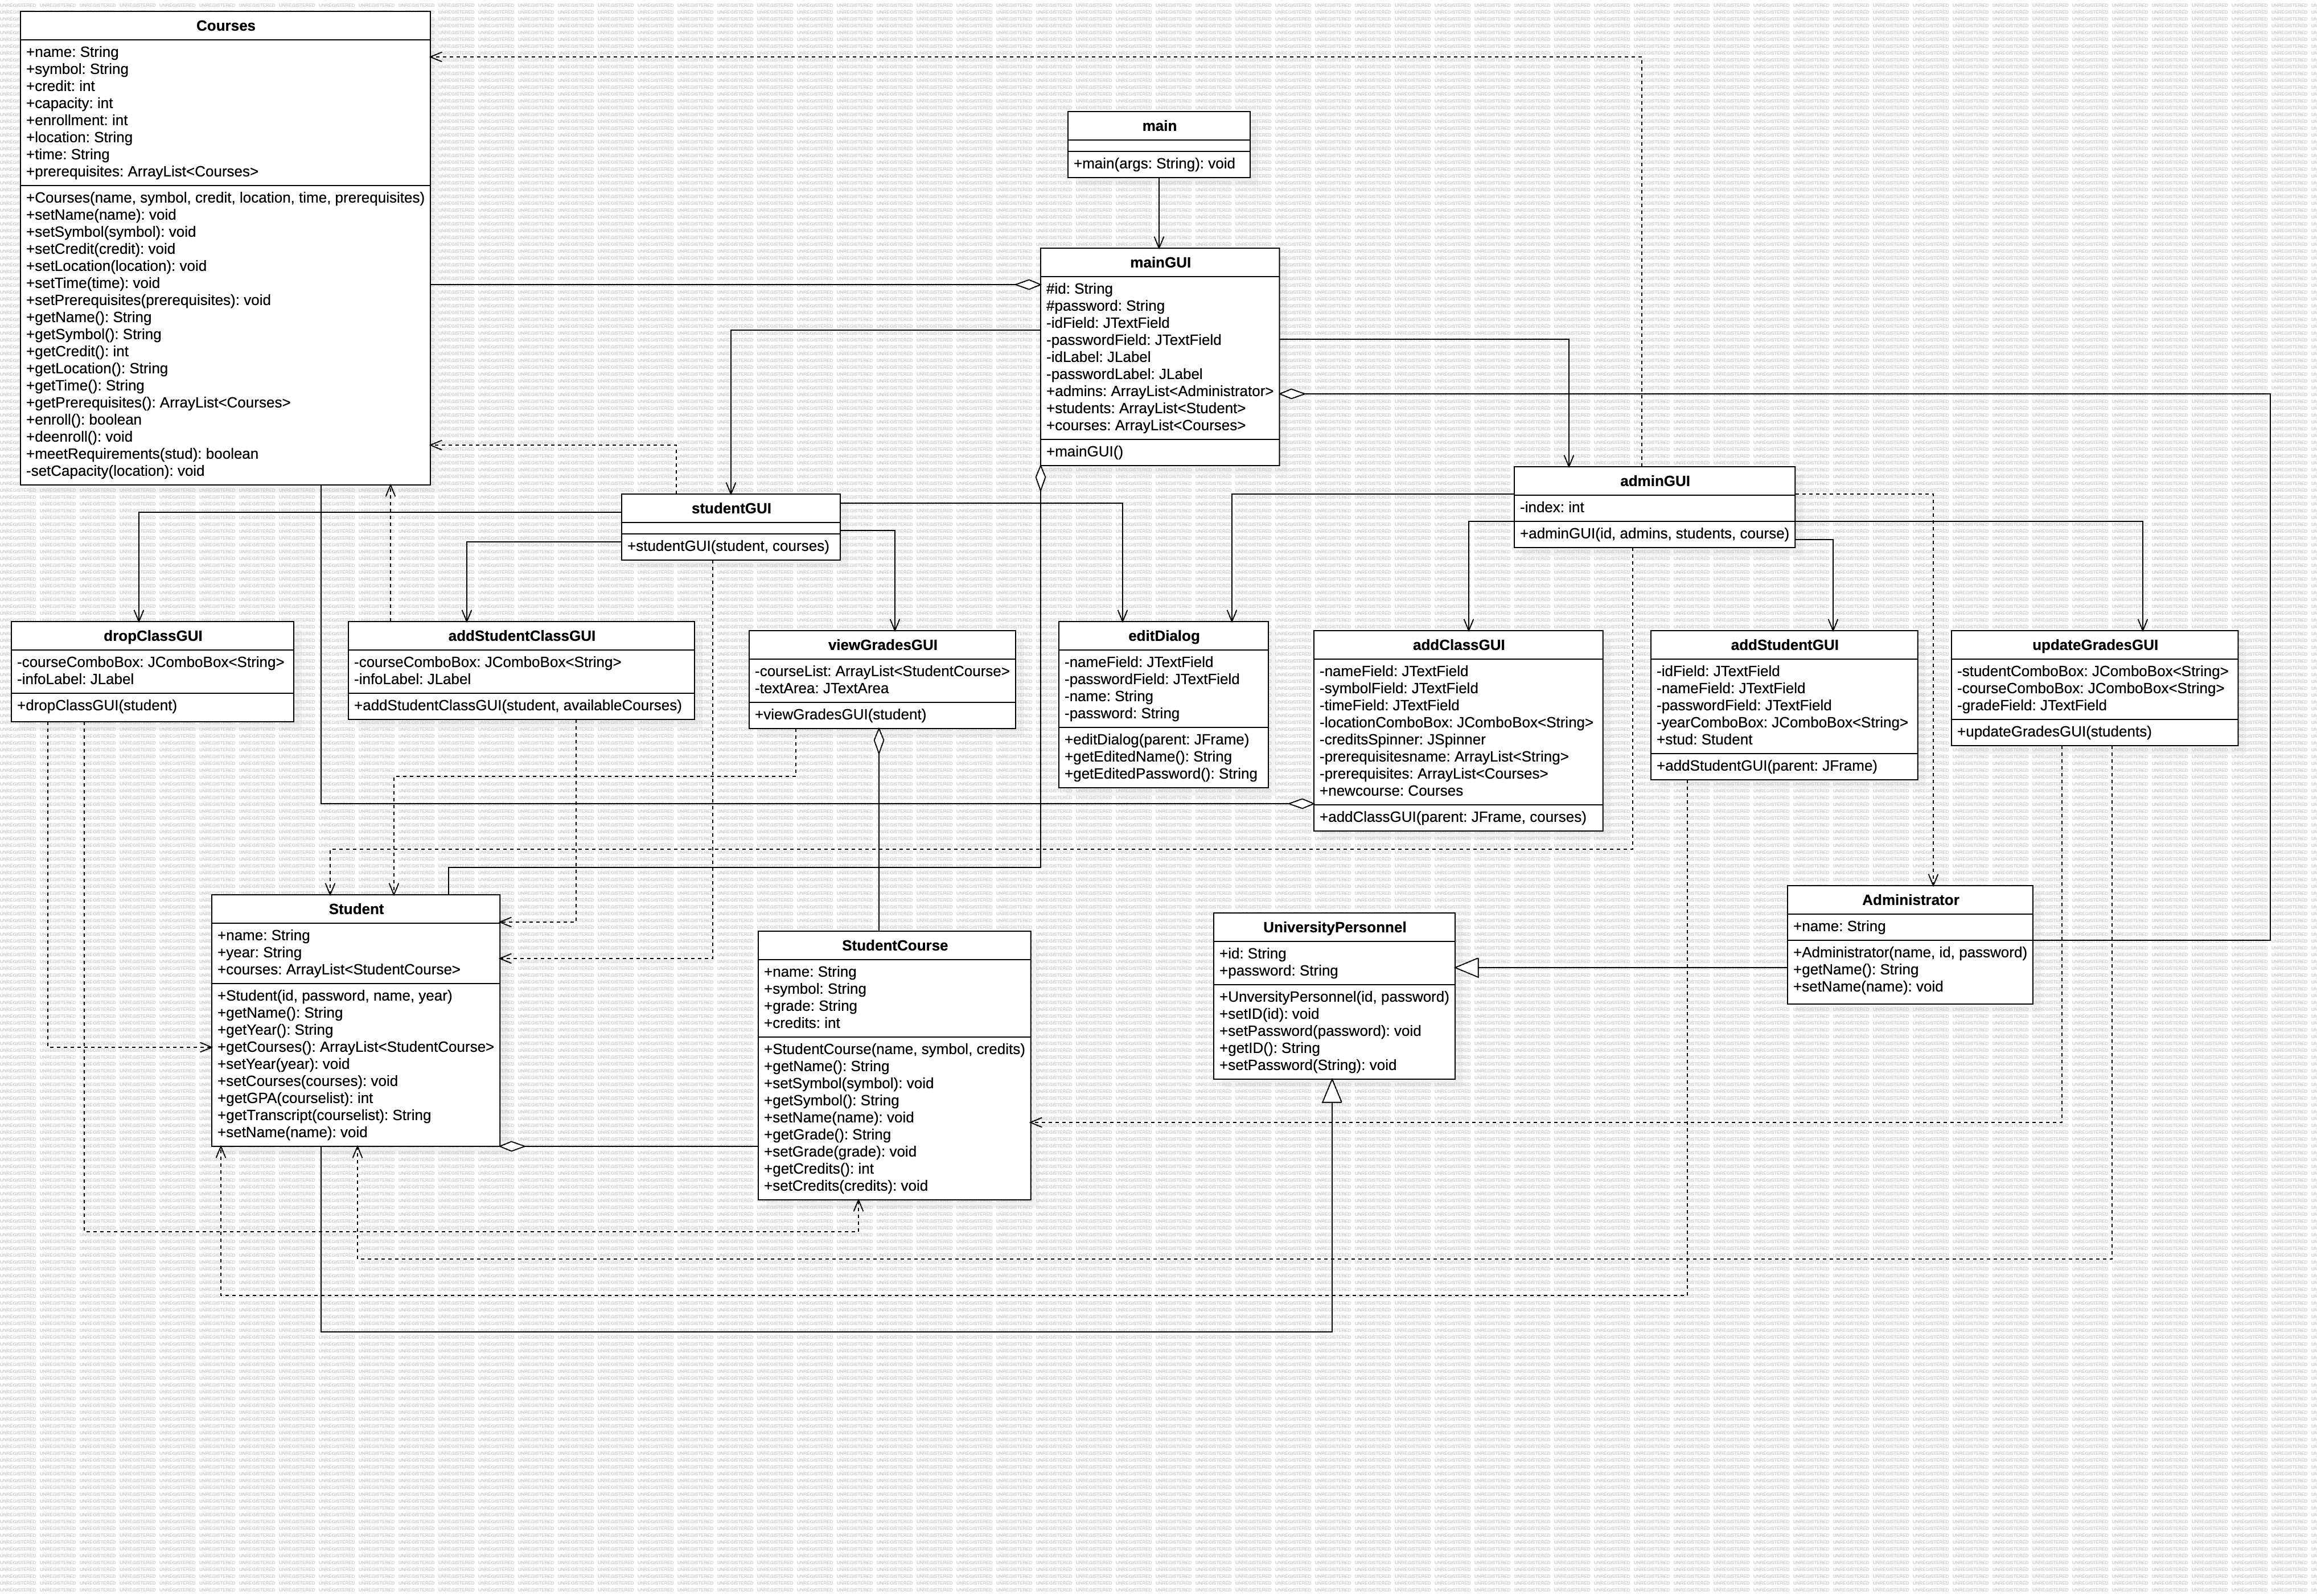 Courses
+name: String
+symbol: String
+credit: int
+capacity: int
+enrollment: int
+location: String
+time: String
+prerequisites: ArrayList<Courses>
+Courses(name, symbol, credit, location, time, prerequisites)
+setName(name): void
+setSymbol(symbol): void
+setCredit(credit): void
+setLocation(location): void
+setTime(time): void
+setPrerequisites(prerequisites): void
+getName(): String
+getSymbol(): String
+getCredit(): int
+getLocation(): String
+getTime(): String
+getPrerequisites(): ArrayList<Courses>
+enroll(): boolean
+deenroll(): void
+meetRequirements(stud): boolean
-setCapacity(location): void
main
+main(args: String): void
mainGUI
#id: String
#password: String
-idField: JTextField
-passwordField: JTextField
-idLabel: JLabel
-passwordLabel: JLabel
+admins: ArrayList<Administrator>
+students: ArrayList<Student>
+courses: ArrayList<Courses>
+mainGUI()
studentGUI
+studentGUI(student, courses)
adminGUI
-index: int
+adminGUI(id, admins, students, course)
dropClassGUI
-courseComboBox: JComboBox<String>
-infoLabel: JLabel
+dropClassGUI(student)
addStudentClassGUI
-courseComboBox: JComboBox<String>
-infoLabel: JLabel
+addStudentClassGUI(student, availableCourses)
viewGradesGUI
-courseList: ArrayList<StudentCourse>
-textArea: JTextArea
+viewGradesGUI(student)
editDialog
-nameField: JTextField
-passwordField: JTextField
-name: String
-password: String
+editDialog(parent: JFrame)
+getEditedName(): String
+getEditedPassword(): String
addClassGUI
-nameField: JTextField
-symbolField: JTextField
-timeField: JTextField
-locationComboBox: JComboBox<String>
-creditsSpinner: JSpinner
-prerequisitesname: ArrayList<String>
-prerequisites: ArrayList<Courses>
+newcourse: Courses
+addClassGUI(parent: JFrame, courses)
addStudentGUI
-idField: JTextField
-nameField: JTextField
-passwordField: JTextField
-yearComboBox: JComboBox<String>
+stud: Student
+addStudentGUI(parent: JFrame)
updateGradesGUI
-studentComboBox: JComboBox<String>
-courseComboBox: JComboBox<String>
-gradeField: JTextField
+updateGradesGUI(students)
Student
+name: String
+year: String
+courses: ArrayList<StudentCourse>
+Student(id, password, name, year)
+getName(): String
+getYear(): String
+getCourses(): ArrayList<StudentCourse>
+setYear(year): void
+setCourses(courses): void
+getGPA(courselist): int
+getTranscript(courselist): String
+setName(name): void
StudentCourse
+name: String
+symbol: String
+grade: String
+credits: int
+StudentCourse(name, symbol, credits)
+getName(): String
+setSymbol(symbol): void
+getSymbol(): String
+setName(name): void
+getGrade(): String
+setGrade(grade): void
+getCredits(): int
+setCredits(credits): void
UniversityPersonnel
+id: String
+password: String
+UnversityPersonnel(id, password)
+setID(id): void
+setPassword(password): void
+getID(): String
+setPassword(String): void
Administrator
+name: String
+Administrator(name, id, password)
+getName(): String
+setName(name): void